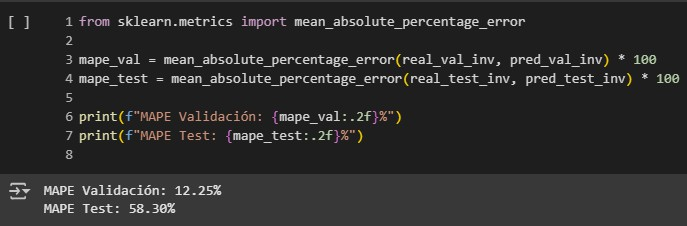 [ ] 1 from sklearn.metrics import mean_absolute_percentage_error
2
3 mape_val = mean_absolute_percentage_error(real_val_inv, pred_val_inv) * 100
4 mape_test = mean_absolute_percentage_error(real_test_inv, pred_test_inv) * 100
5
6 print(f"MAPE Validación: {mape_val:.2f}%")
7 print(f"MAPE Test: {mape_test:.2f}%")
8
MAPE Validación: 12.25%
MAPE Test: 58.30%